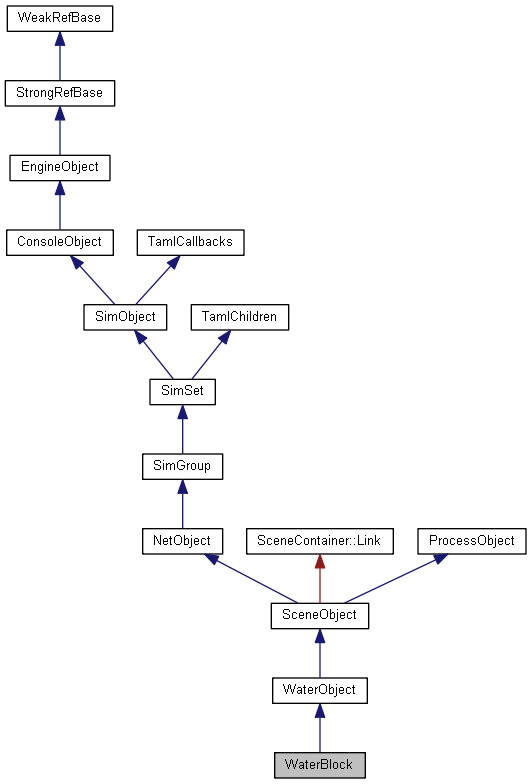 WeakRefBase
StrongRefBase
EngineObject
ConsoleObject
TamlCallbacks
SimObject
TamlChildren
SimSet
SimGroup
NetObject
SceneContainer::Link
ProcessObject
SceneObject
WaterObject
WaterBlock